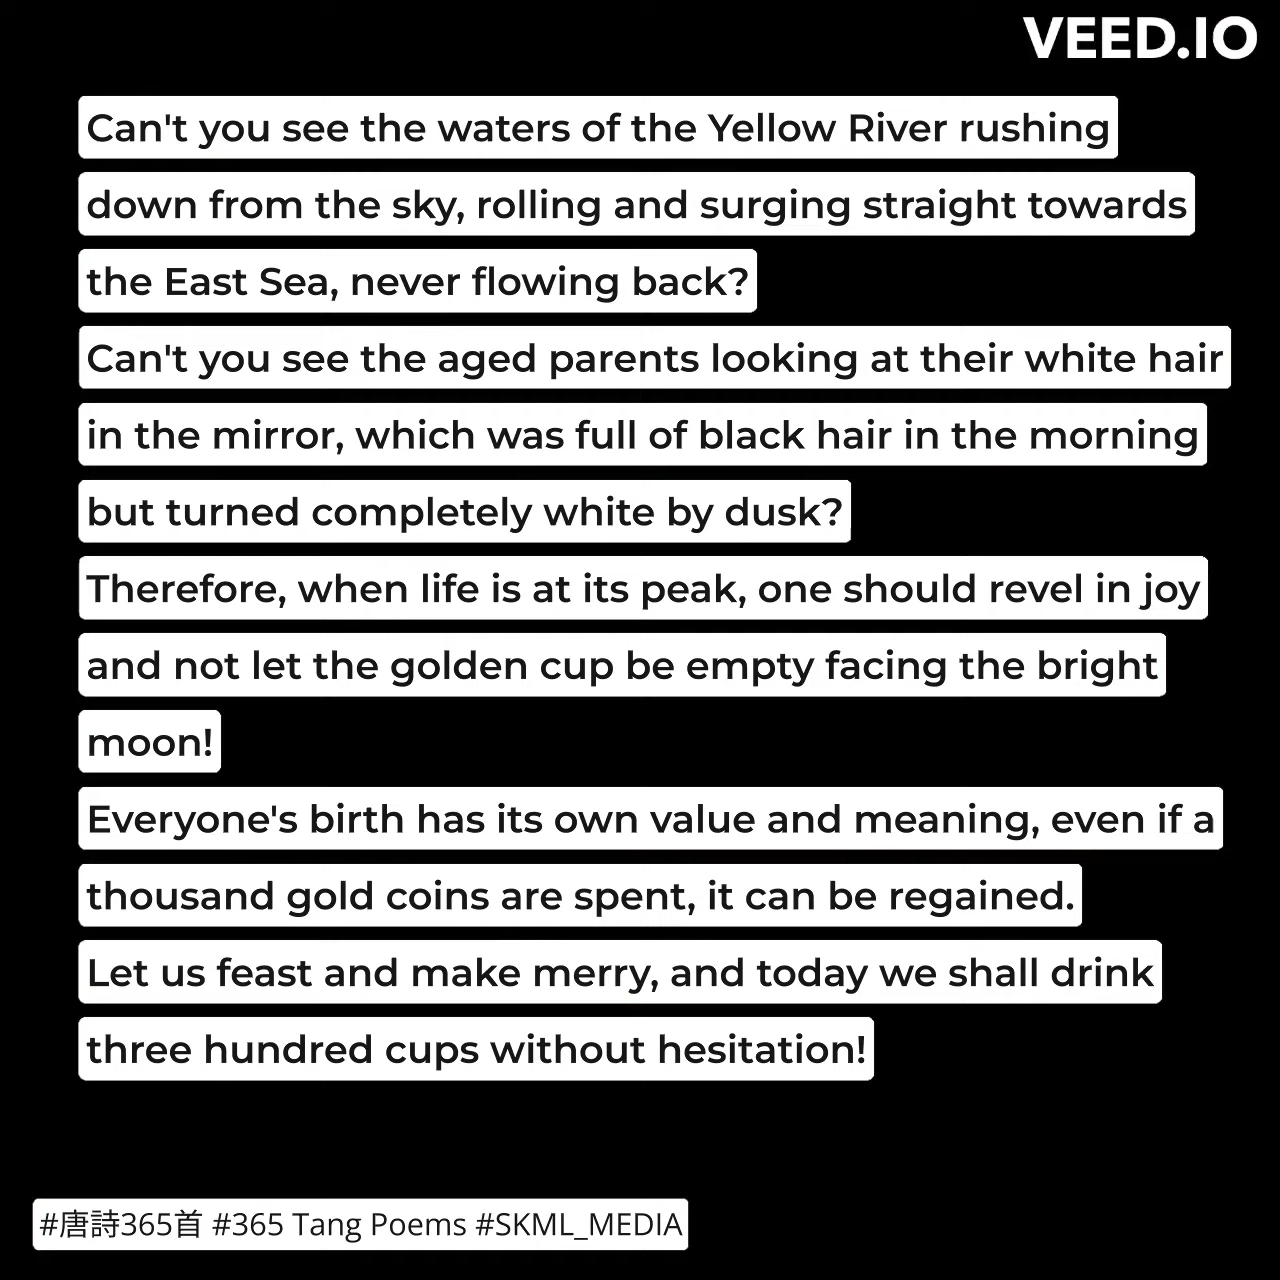 VEED.IO
Can't you see the waters of the Yellow River rushing
down from the sky, rolling and surging straight towards
the East Sea, never flowing back?
Can't you see the aged parents looking at their white hair
in the mirror, which was full of black hair in the morning
but turned completely white by dusk?
Therefore, when life is at its peak, one should revel in joy
and not let the golden cup be empty facing the bright
moon!
Everyone's birth has its own value and meaning, even if a
thousand gold coins are spent, it can be regained.
Let us feast and make merry, and today we shall drink
three hundred cups without hesitation!
#唐詩365首 #365 Tang Poems #SKML_MEDIA